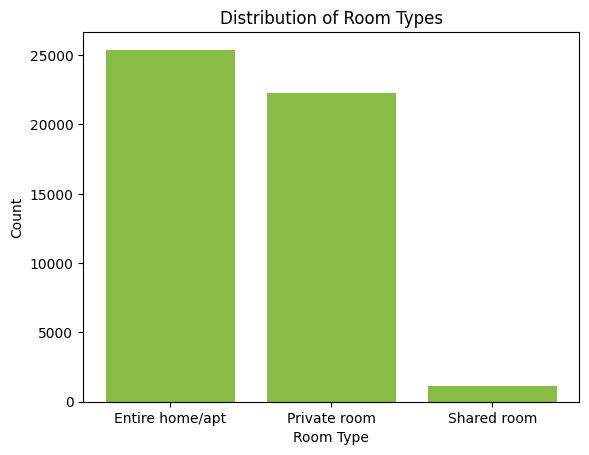 Distribution of Room Types
Count
25000
20000
15000
10000
5000
0
Entire home/apt Private room Shared room
Room Type